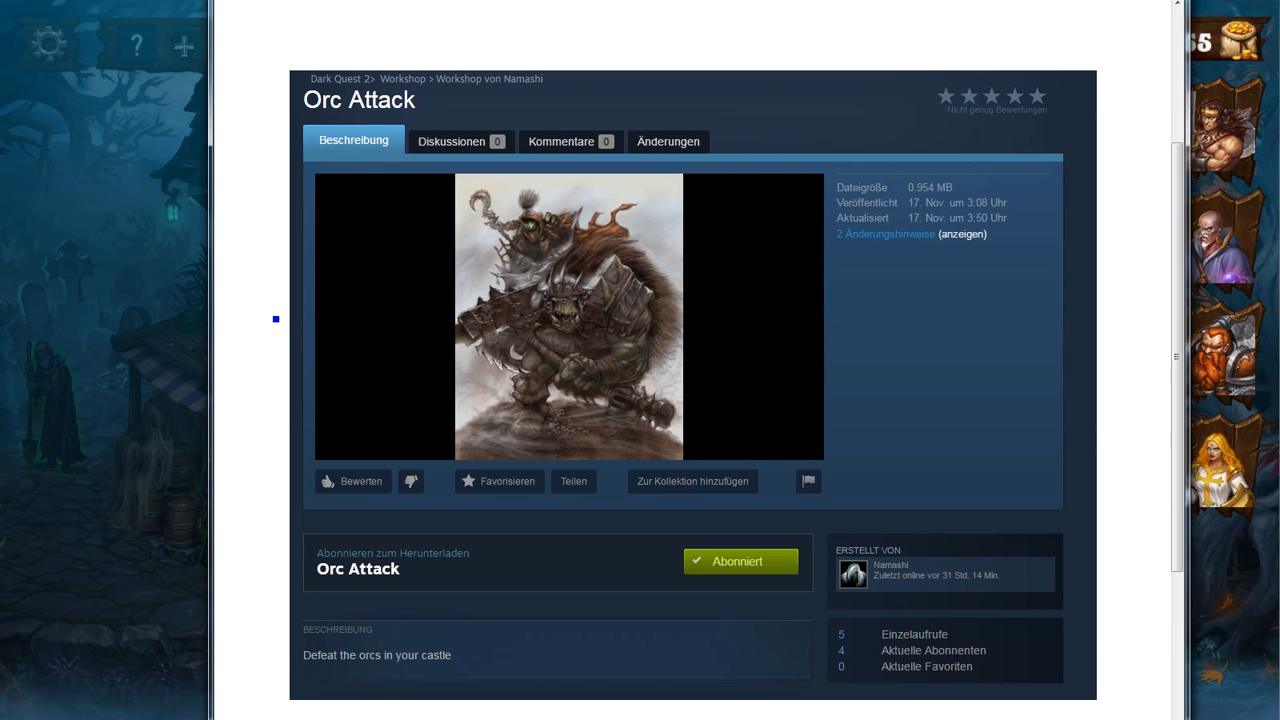 ?
55
Dark Quest 2> Workshop > Workshop von Namashi
Orc Attack
Nicht genug Bewertungen
Beschreibung
Diskussionen 0
Kommentare 0
Änderungen
Dateigröße 0.954 MB
Veröffentlicht 17. Nov. um 3:08 Uhr
Aktualisiert 17. Nov. um 3:50 Uhr
2 Änderungshinweise (anzeigen)
Bewerten
Favorisieren
Teilen
Zur Kollektion hinzufügen
Abonnieren zum Herunterladen
Orc Attack
Abonniert
ERSTELLT VON
Namashi
Zuletzt online vor 31 Std. 14 Min.
BESCHREIBUNG
Defeat the orcs in your castle
5 Einzelaufrufe
4 Aktuelle Abonnenten
0 Aktuelle Favoriten